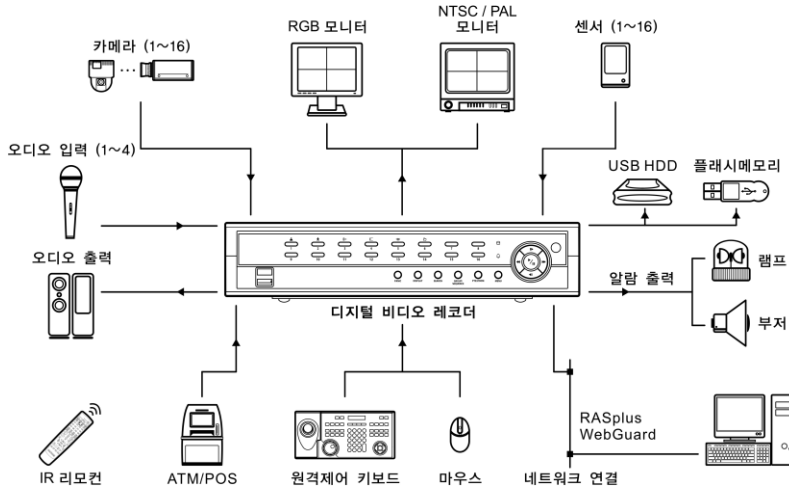 카메라 (1~16)
RGB 모니터
NTSC / PAL
모니터
센서 (1~16)
오디오 입력 (1~4)
USB HDD
플래시메모리
오디오 출력
알람 출력
램프
부저
디지털 비디오 레코더
RASplus
WebGuard
IR 리모컨
ATM/POS
원격제어 키보드
마우스
네트워크 연결